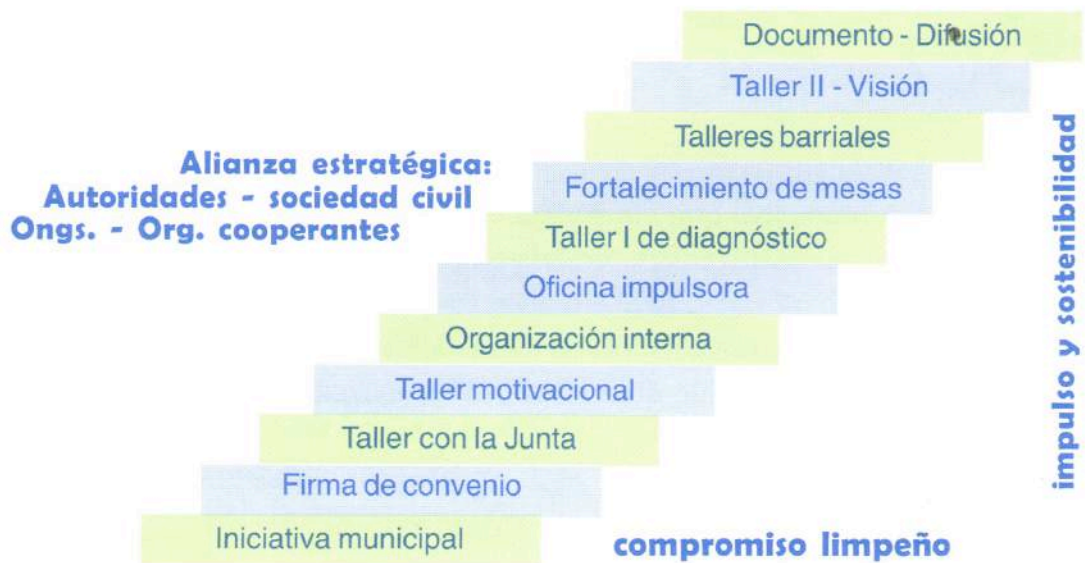 Documento - Difusión
Taller II - Visión
Talleres barriales
Alianza estratégica:
Autoridades - sociedad civil
Ongs. - Org. cooperantes
Fortalecimiento de mesas
Taller I de diagnóstico
Oficina impulsora
Organización interna
Taller motivacional
Taller con la Junta
Firma de convenio
Iniciativa municipal
impulso y sostenibilidad
compromiso limpeño